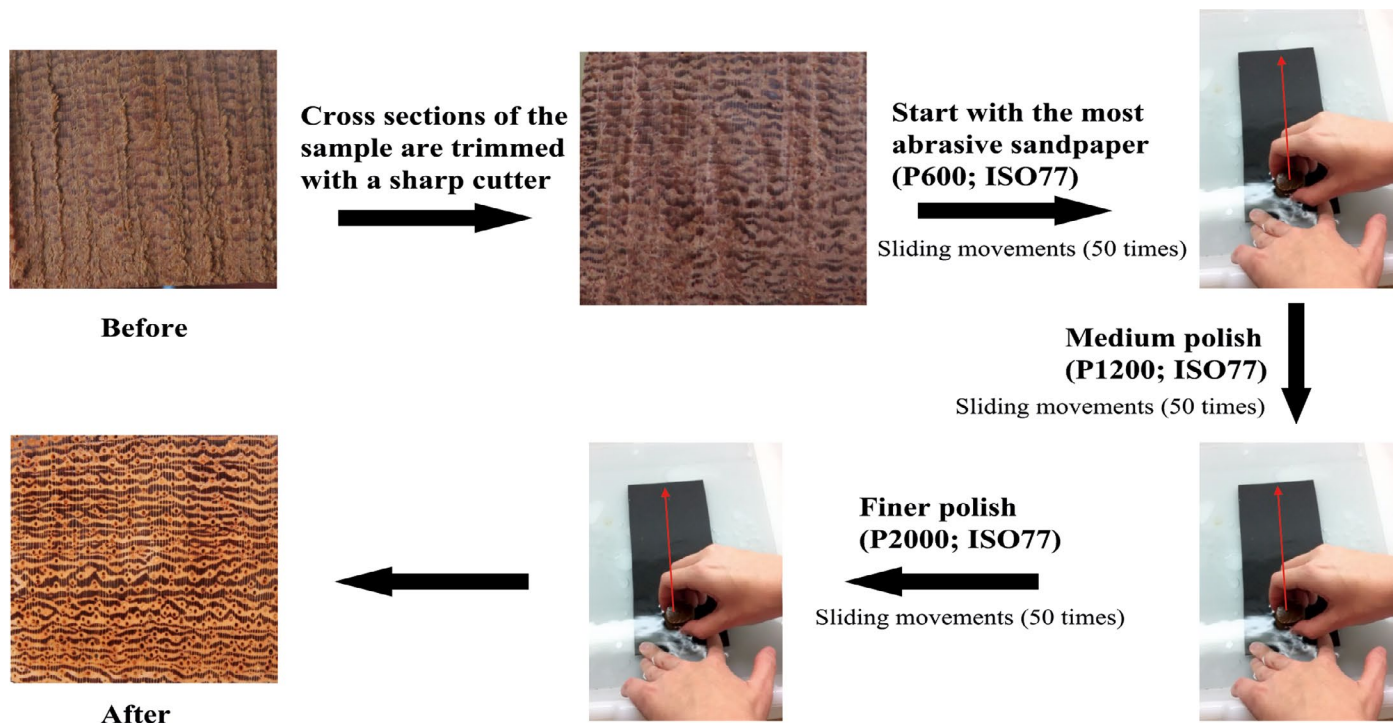 Before
Cross sections of the
sample are trimmed
with a sharp cutter
Start with the most
abrasive sandpaper
(P600; ISO77)
Sliding movements (50 times)
Medium polish
(P1200; ISO77)
Sliding movements (50 times)
Finer polish
(P2000; ISO77)
Sliding movements (50 times)
After